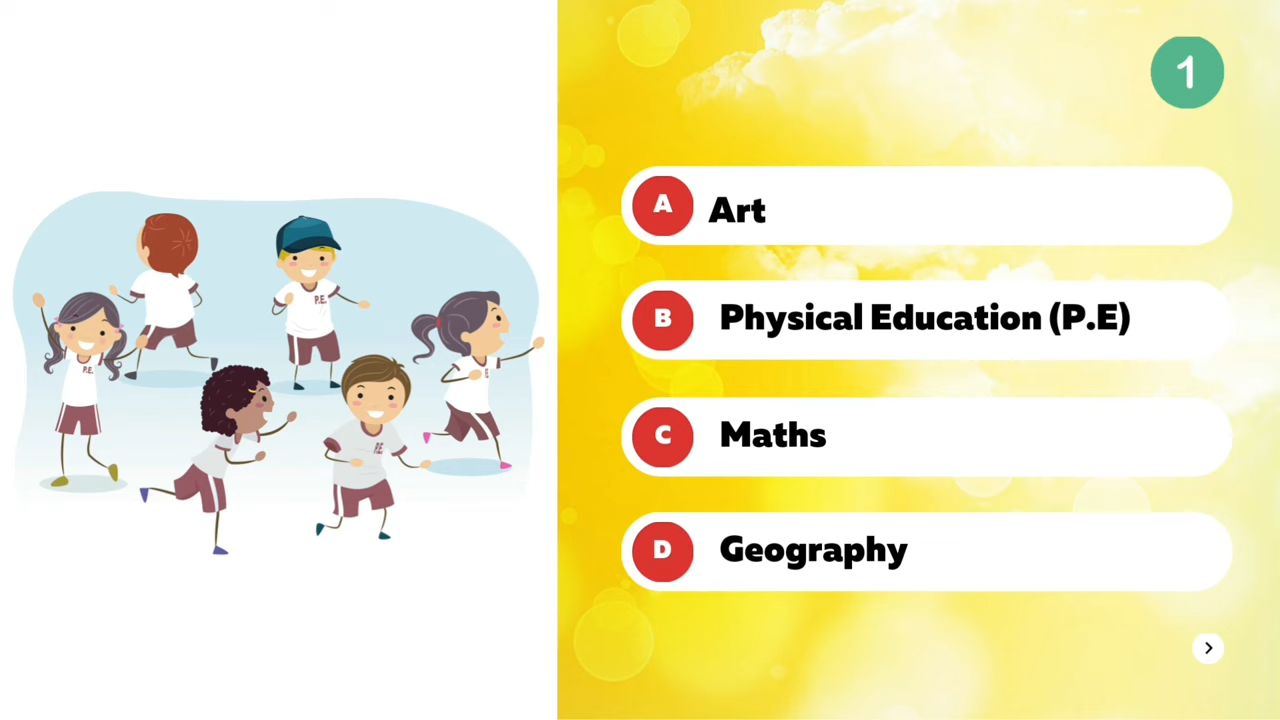 1
A Art
B Physical Education (P.E)
C Maths
D Geography
P.E.
P.E.
E
P.E.